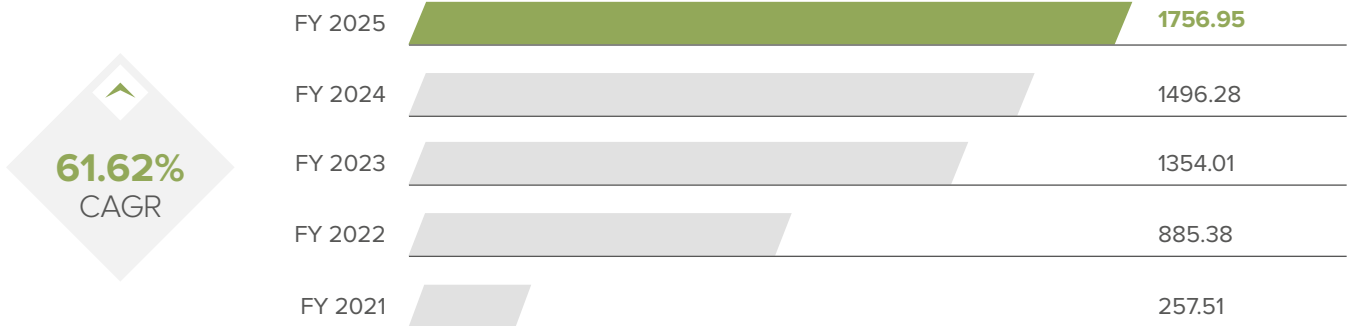 FY 2025 1756.95
FY 2024 1496.28
FY 2023 1354.01
FY 2022 885.38
FY 2021 257.51
61.62%
CAGR